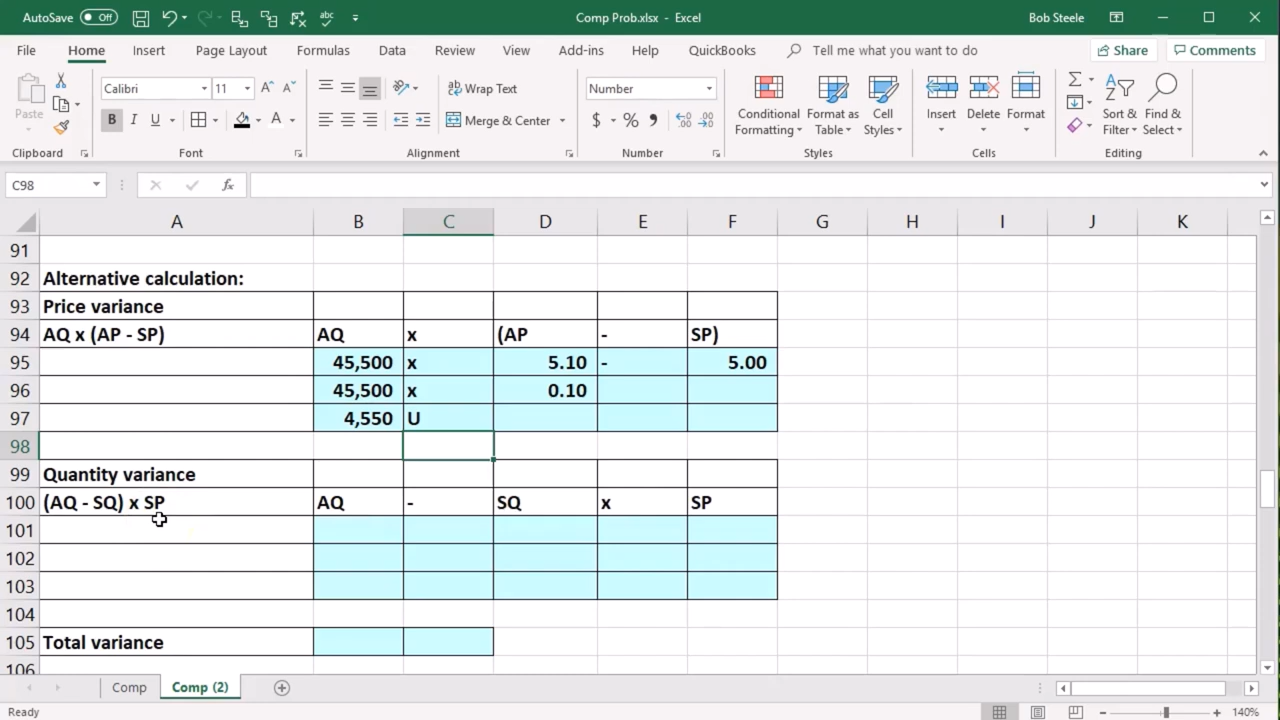 AutoSave Off abc Comp Prob.xlsx - Excel Bob Steele
File Home Insert Page Layout Formulas Data Review View Add-ins Help QuickBooks Tell me what you want to do Share Comments
Paste Calibri 11 A A Wrap Text Number Conditional Formatting Format as Table Cell Styles Insert Delete Format Sort & Filter Find & Select
B I U A Merge & Center $ % 9
Clipboard Font Alignment Number Styles Cells Editing
C98 fx
A B C D E F G H I J K
91
92 Alternative calculation:
93 Price variance
94 AQ x (AP - SP) AQ x (AP - SP)
95 45,500 x 5.10 - 5.00
96 45,500 x 0.10
97 4,550 U
98
99 Quantity variance
100 (AQ - SQ) x SP AQ - SQ x SP
101
102
103
104
105 Total variance
106
Comp Comp (2)
Ready 140%